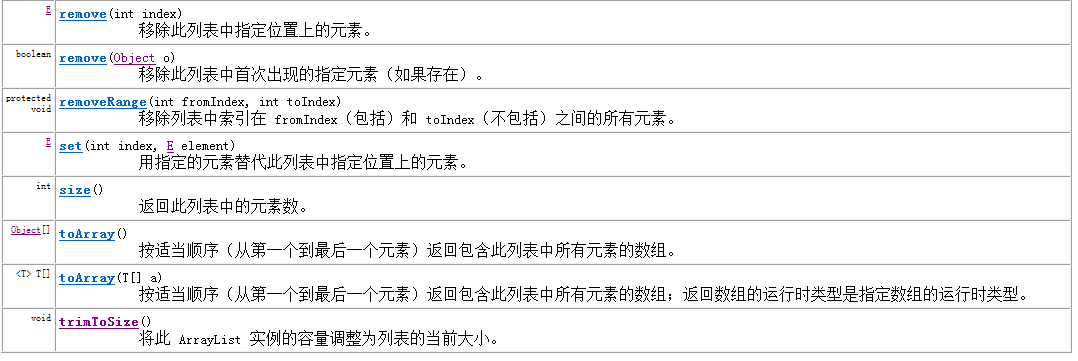 E remove(int index)
移除此列表中指定位置上的元素。
boolean remove(Object o)
移除此列表中首次出现的指定元素（如果存在）。
protected void removeRange(int fromIndex, int toIndex)
移除列表中索引在 fromIndex（包括）和 toIndex（不包括）之间的所有元素。
E set(int index, E element)
用指定的元素替代此列表中指定位置上的元素。
int size()
返回此列表中的元素数。
Object[] toArray()
按适当顺序（从第一个到最后一个元素）返回包含此列表中所有元素的数组。
<T> T[] toArray(T[] a)
按适当顺序（从第一个到最后一个元素）返回包含此列表中所有元素的数组；返回数组的运行时类型是指定数组的运行时类型。
void trimToSize()
将此 ArrayList 实例的容量调整为列表的当前大小。